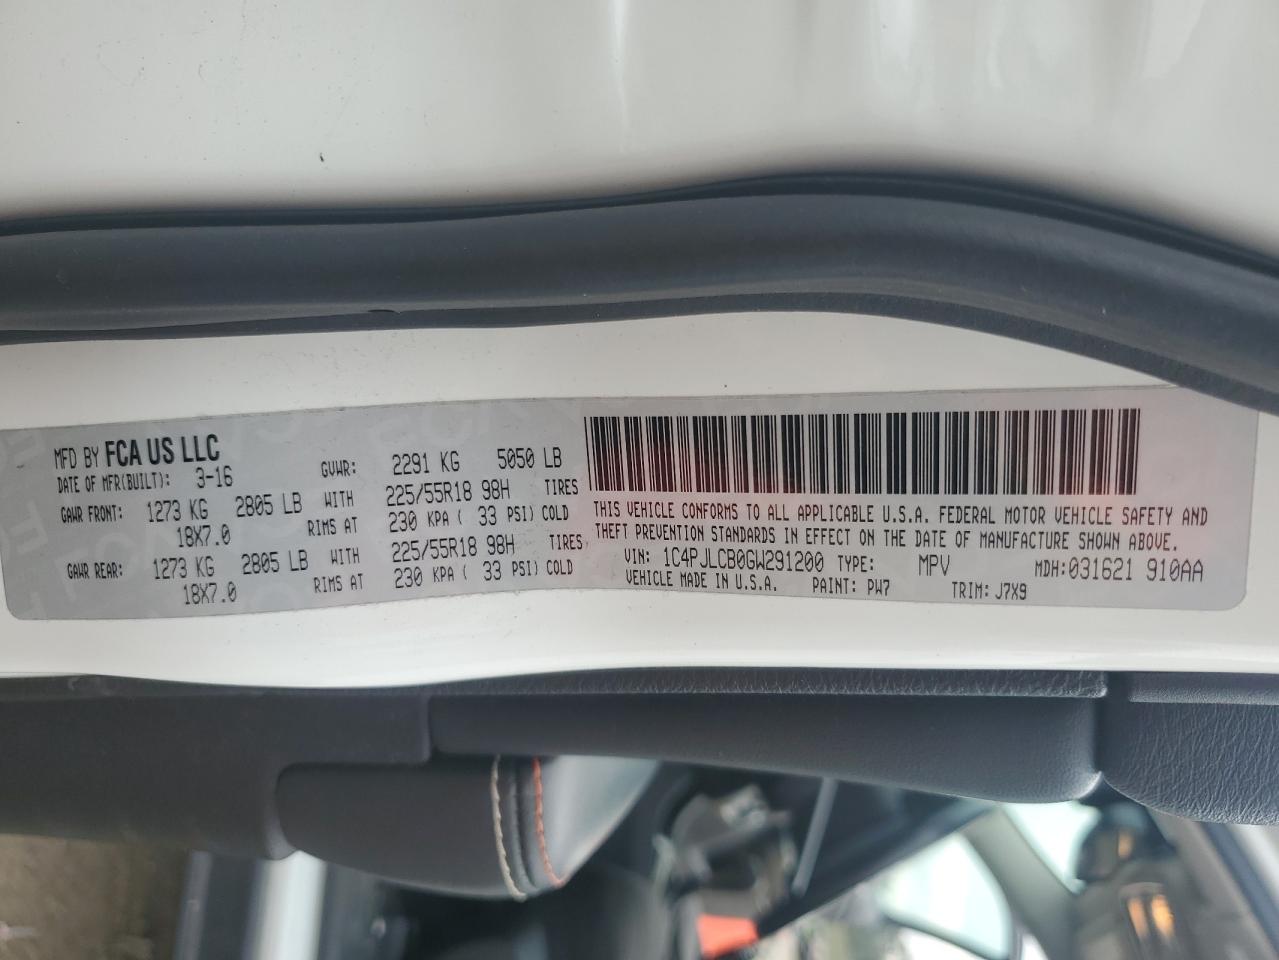 MFD BY FCA US LLC
DATE OF MFR(BUILT): 3-16 GVWR: 2291 KG 5050 LB
GAWR FRONT: 1273 KG 2805 LB WITH 225/55R18 98H TIRES
18X7.0 RIMS AT 230 KPA ( 33 PSI) COLD
GAWR REAR: 1273 KG 2805 LB WITH 225/55R18 98H TIRES
18X7.0 RIMS AT 230 KPA ( 33 PSI) COLD
THIS VEHICLE CONFORMS TO ALL APPLICABLE U.S.A. FEDERAL MOTOR VEHICLE SAFETY AND
THEFT PREVENTION STANDARDS IN EFFECT ON THE DATE OF MANUFACTURE SHOWN ABOVE.
VIN: 1C4PJLCB0GW291200 TYPE: MPV MDH: 031621 910AA
VEHICLE MADE IN U.S.A. PAINT: PW7 TRIM: J7X9